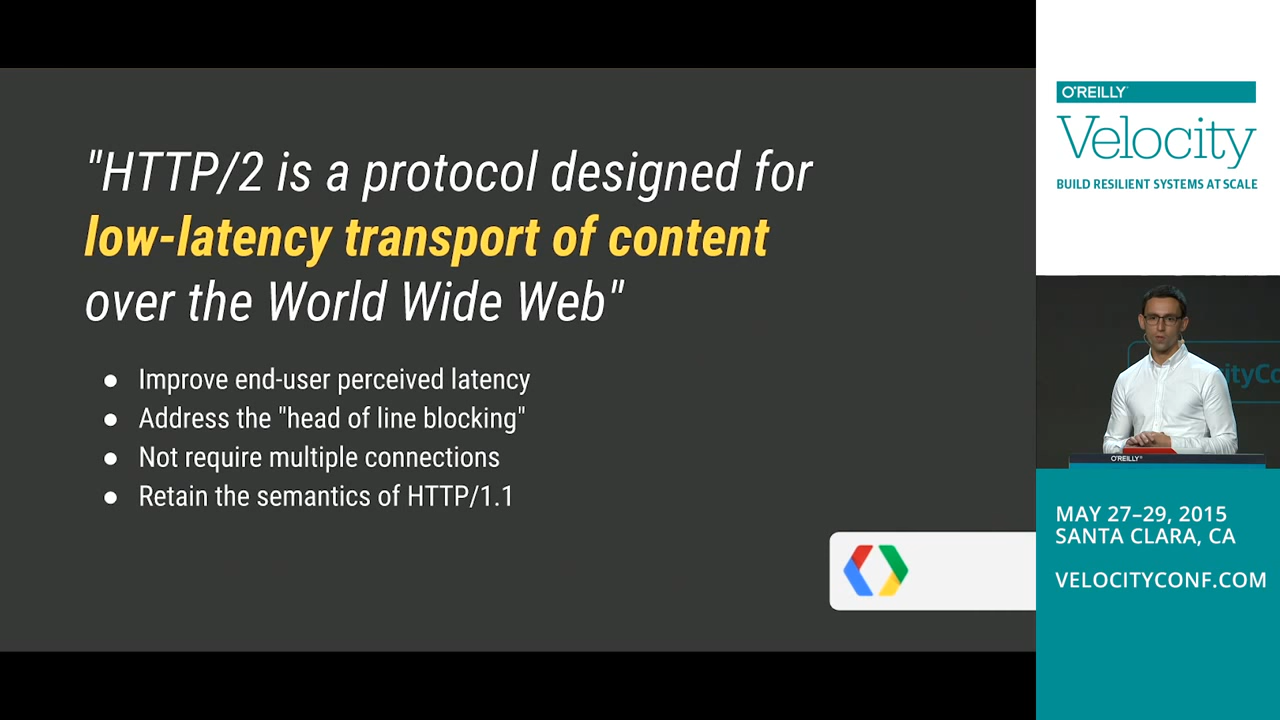 "HTTP/2 is a protocol designed for
low-latency transport of content
over the World Wide Web"
● Improve end-user perceived latency
● Address the "head of line blocking"
● Not require multiple connections
● Retain the semantics of HTTP/1.1
O'REILLY
Velocity
BUILD RESILIENT SYSTEMS AT SCALE
ityCo
O'REILLY
MAY 27–29, 2015
SANTA CLARA, CA
VELOCITYCONF.COM